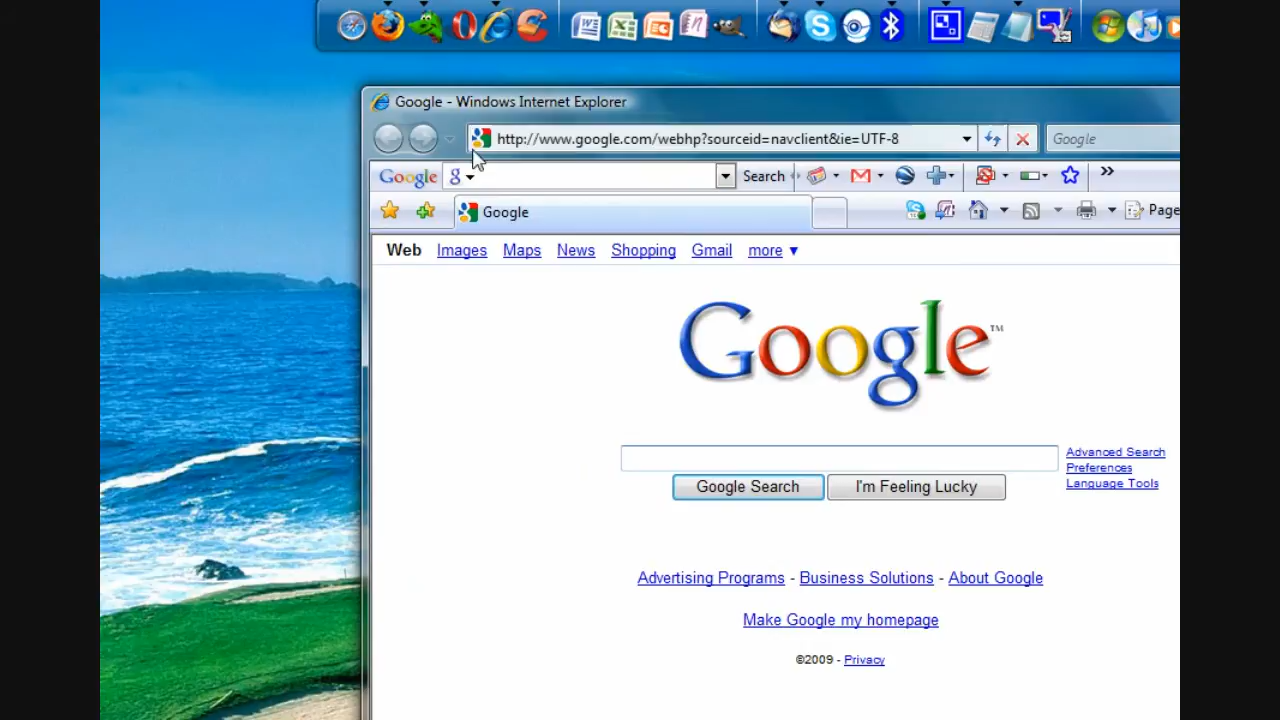 Google - Windows Internet Explorer
http://www.google.com/webhp?sourceid=navclient&ie=UTF-8
Google
Google
g
Search
Google
Page
Web Images Maps News Shopping Gmail more ▼
Google™
Advanced Search
Preferences
Language Tools
Google Search
I'm Feeling Lucky
Advertising Programs - Business Solutions - About Google
Make Google my homepage
©2009 - Privacy